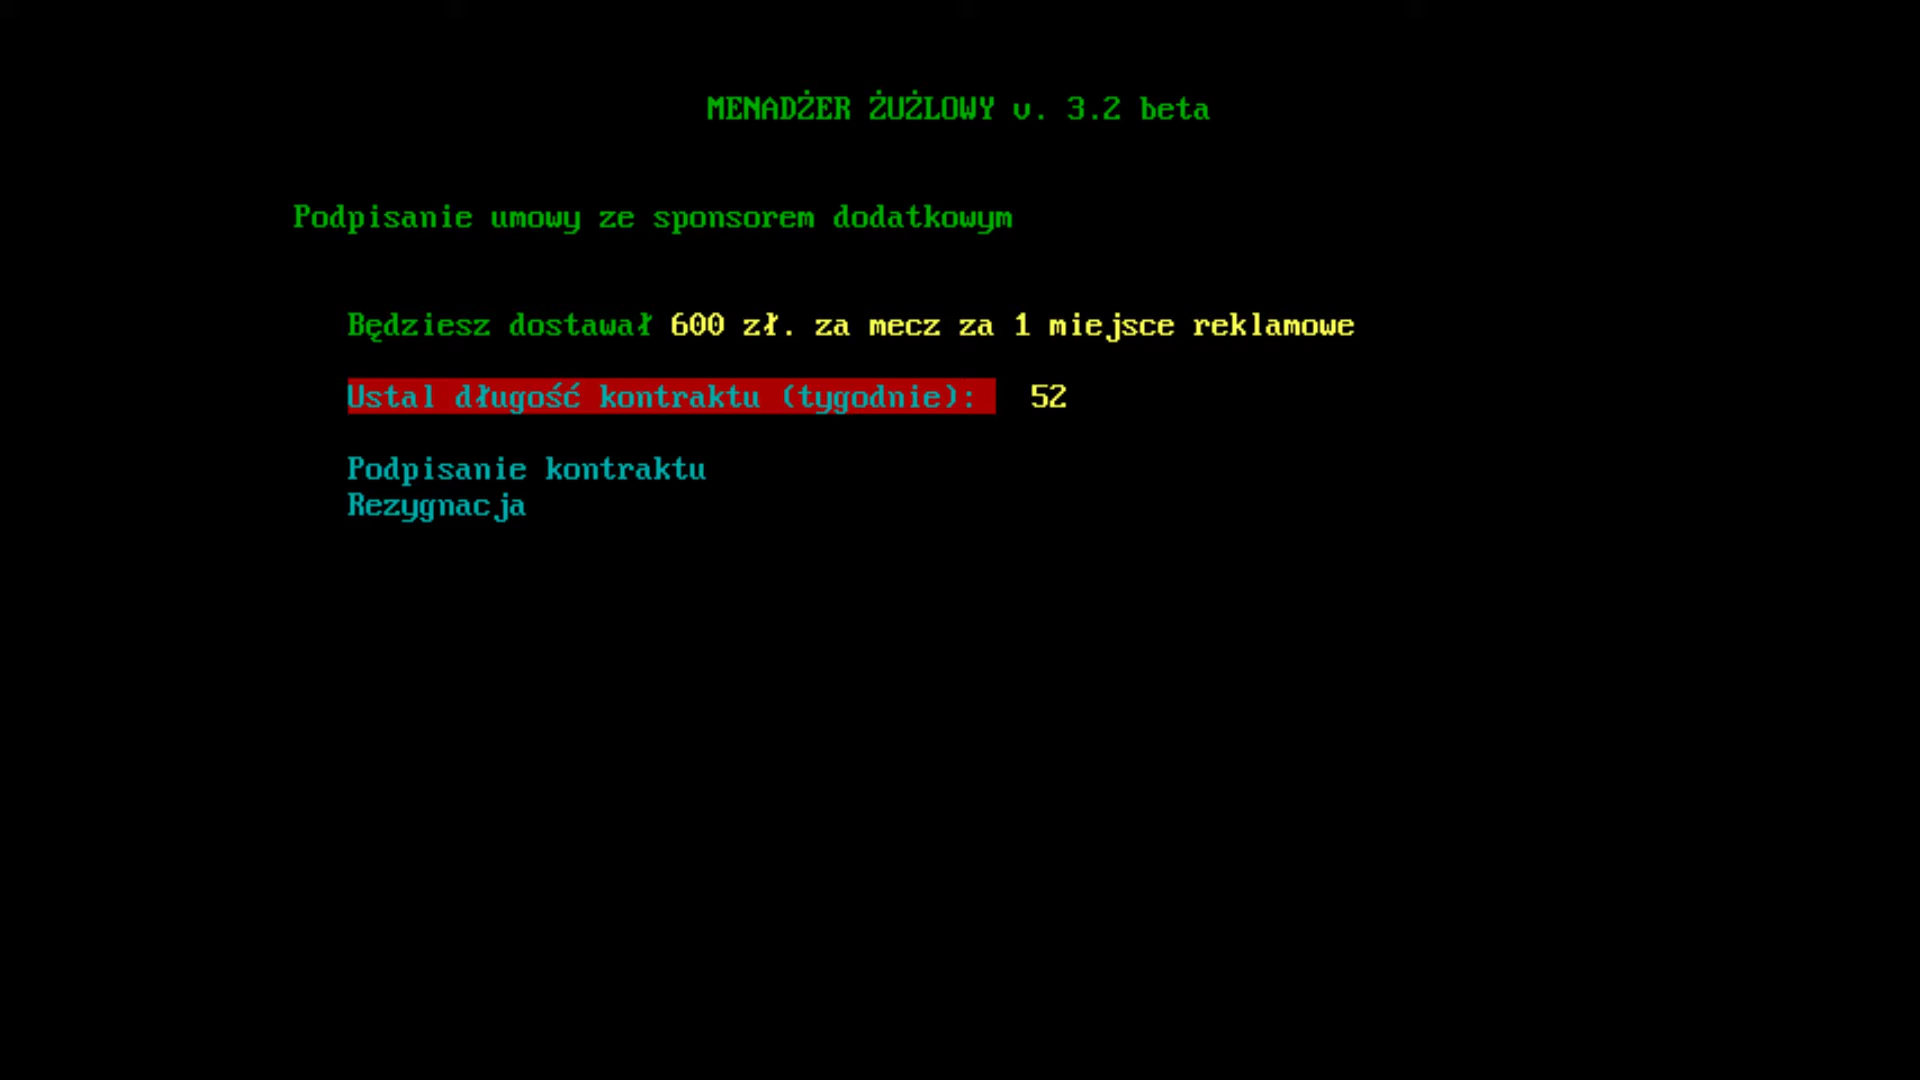 MENADŻER ŻUŻLOWY v. 3.2 beta
Podpisanie umowy ze sponsorem dodatkowym
Będziesz dostawał 600 zł. za mecz za 1 miejsce reklamowe
Ustal długość kontraktu (tygodnie): 52
Podpisanie kontraktu
Rezygnacja